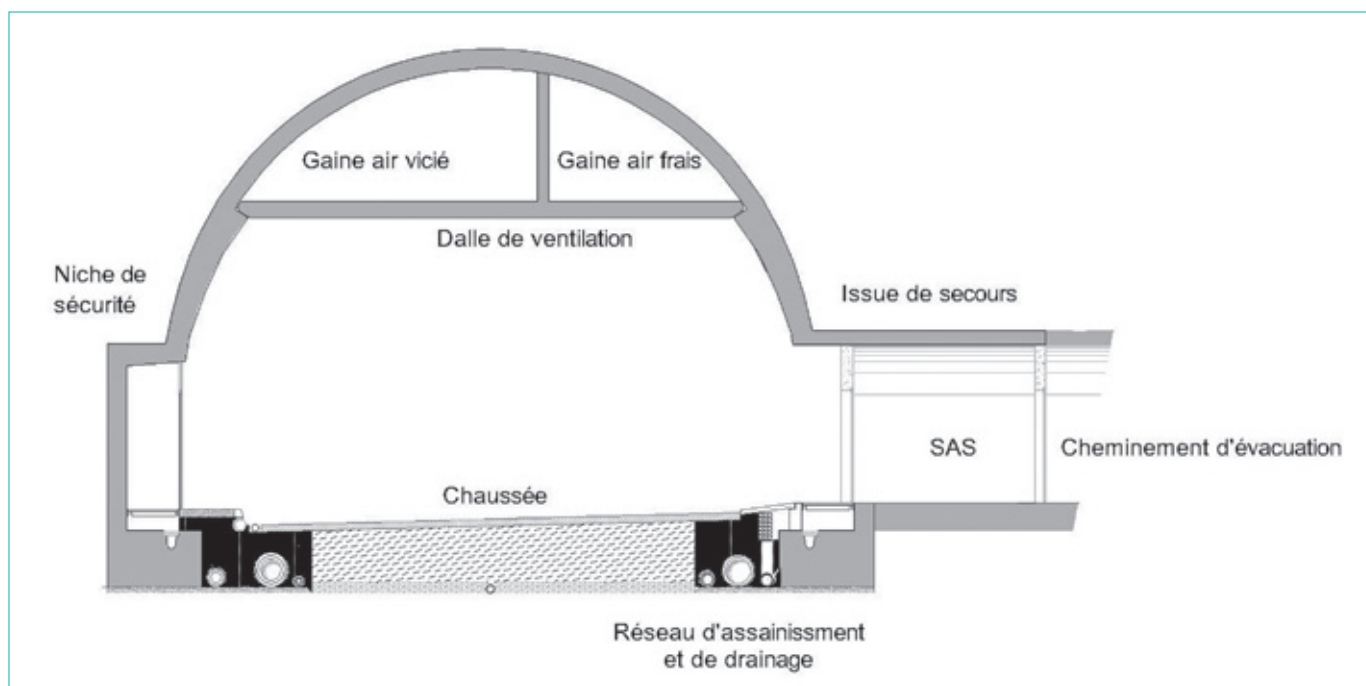 Gaine air vicié
Gaine air frais
Dalle de ventilation
Niche de
sécurité
Issue de secours
SAS
Cheminement d'évacuation
Chaussée
Réseau d'assainissment
et de drainage